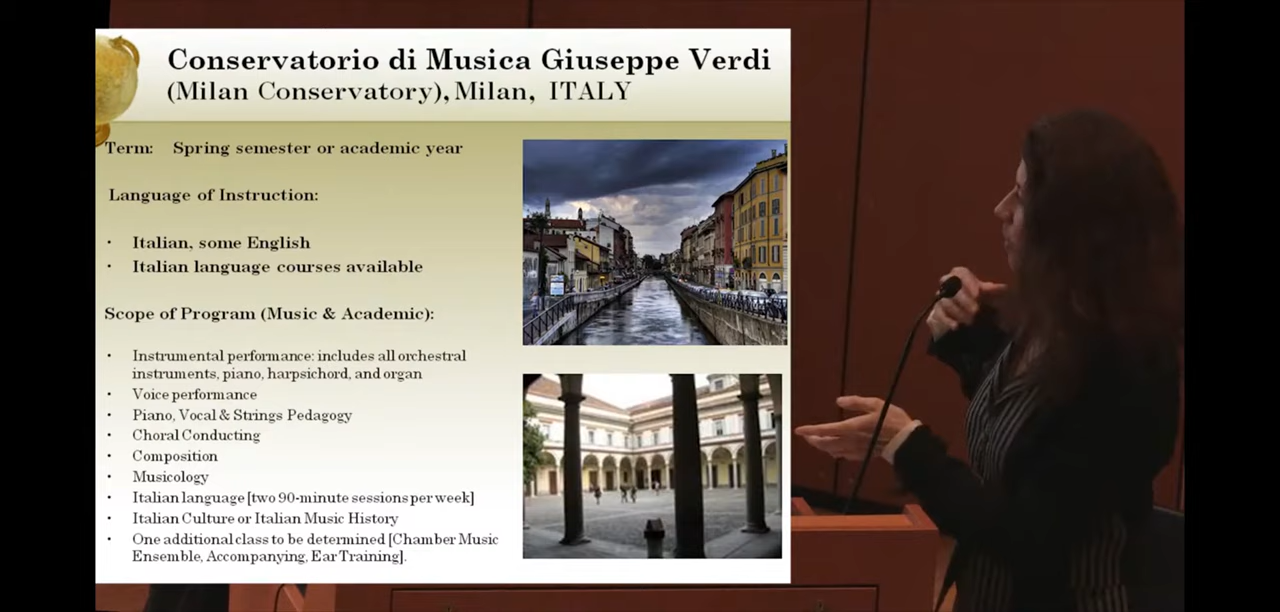 Conservatorio di Musica Giuseppe Verdi
(Milan Conservatory), Milan, ITALY
Term: Spring semester or academic year
Language of Instruction:
• Italian, some English
• Italian language courses available
Scope of Program (Music & Academic):
• Instrumental performance: includes all orchestral
instruments, piano, harpsichord, and organ
• Voice performance
• Piano, Vocal & Strings Pedagogy
• Choral Conducting
• Composition
• Musicology
• Italian language [two 90-minute sessions per week]
• Italian Culture or Italian Music History
• One additional class to be determined [Chamber Music
Ensemble, Accompanying, Ear Training].